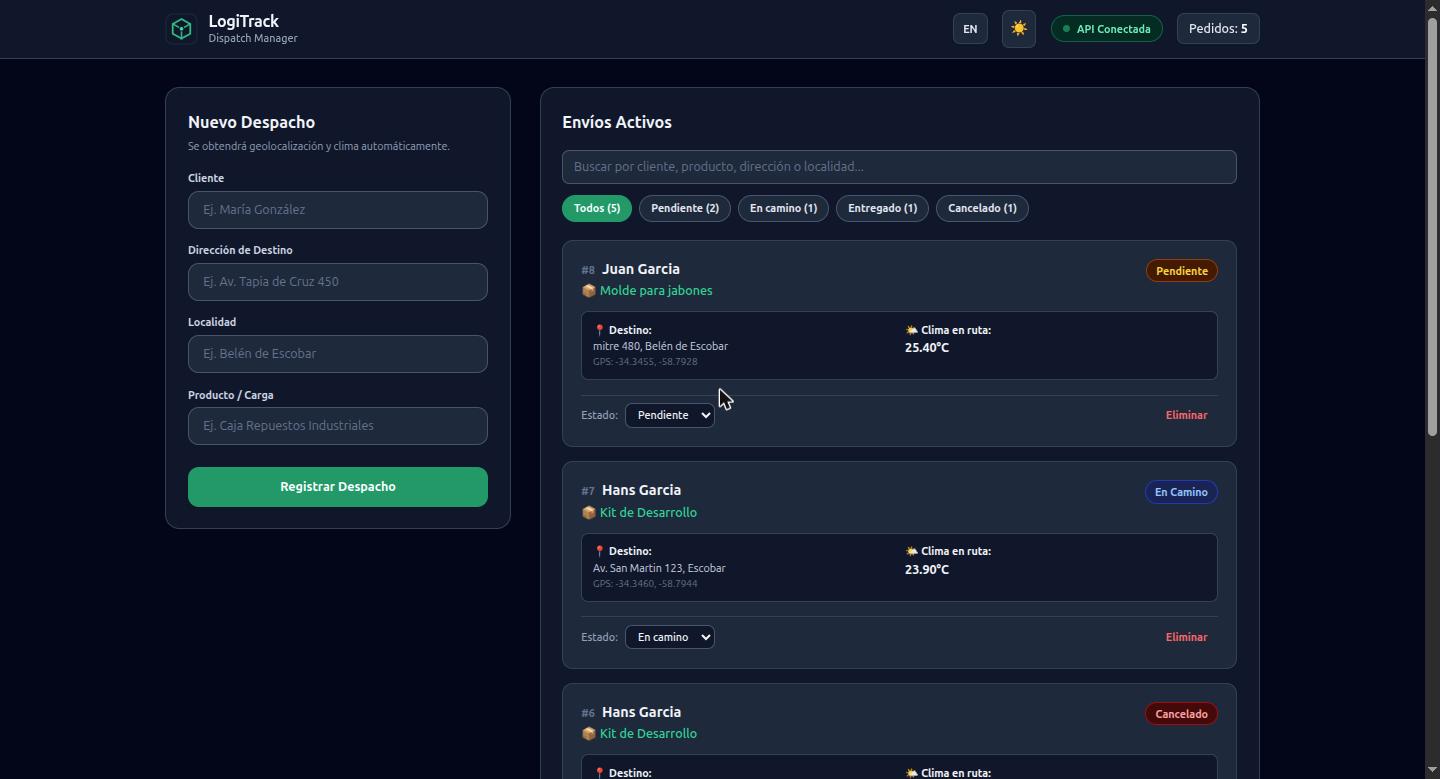 LogiTrack
Dispatch Manager
EN
API Conectada
Pedidos: 5
Nuevo Despacho
Se obtendrá geolocalización y clima automáticamente.
Cliente
Ej. María González
Dirección de Destino
Ej. Av. Tapia de Cruz 450
Localidad
Ej. Belén de Escobar
Producto / Carga
Ej. Caja Repuestos Industriales
Registrar Despacho
Envíos Activos
Buscar por cliente, producto, dirección o localidad...
Todos (5)
Pendiente (2)
En camino (1)
Entregado (1)
Cancelado (1)
#8 Juan Garcia
Pendiente
Molde para jabones
Destino:
mitre 480, Belén de Escobar
GPS: -34.3455, -58.7928
Clima en ruta:
25.40°C
Estado: Pendiente
Eliminar
#7 Hans Garcia
En Camino
Kit de Desarrollo
Destino:
Av. San Martin 123, Escobar
GPS: -34.3460, -58.7944
Clima en ruta:
23.90°C
Estado: En camino
Eliminar
#6 Hans Garcia
Cancelado
Kit de Desarrollo
Destino:
Clima en ruta: